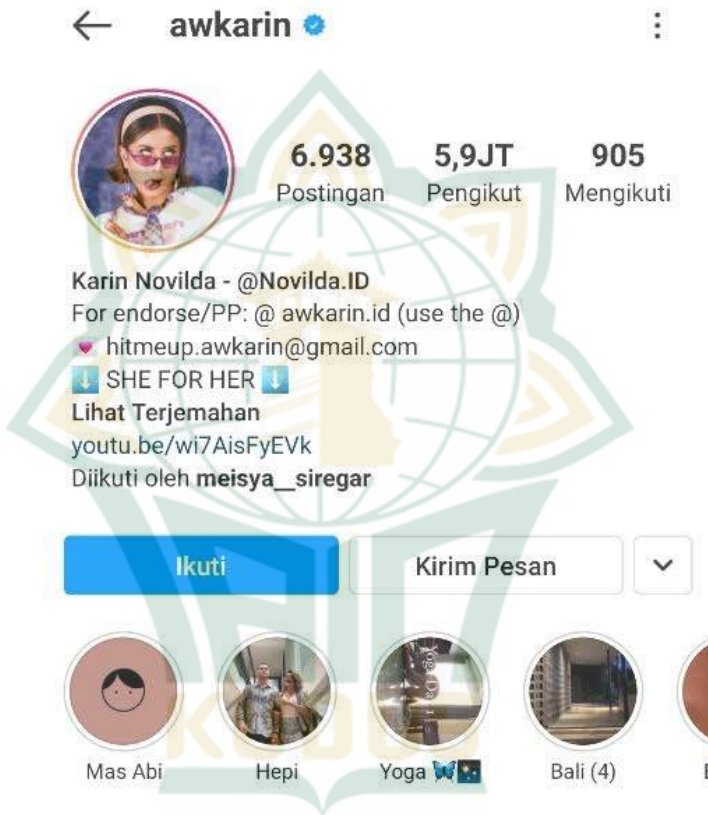 awkarin
6.938 5,9JT 905
Postingan Pengikut Mengikuti
Karin Novilda - @Novilda.ID
For endorse/PP: @ awkarin.id (use the @)
💌 hitmeup.awkarin@gmail.com
⬇️ SHE FOR HER ⬇️
Lihat Terjemahan
youtu.be/wi7AisFyEVk
Diikuti oleh meisya__siregar
Ikuti Kirim Pesan
KUDUS
Mas Abi Hepi Yoga 🦋🌃 Bali (4)